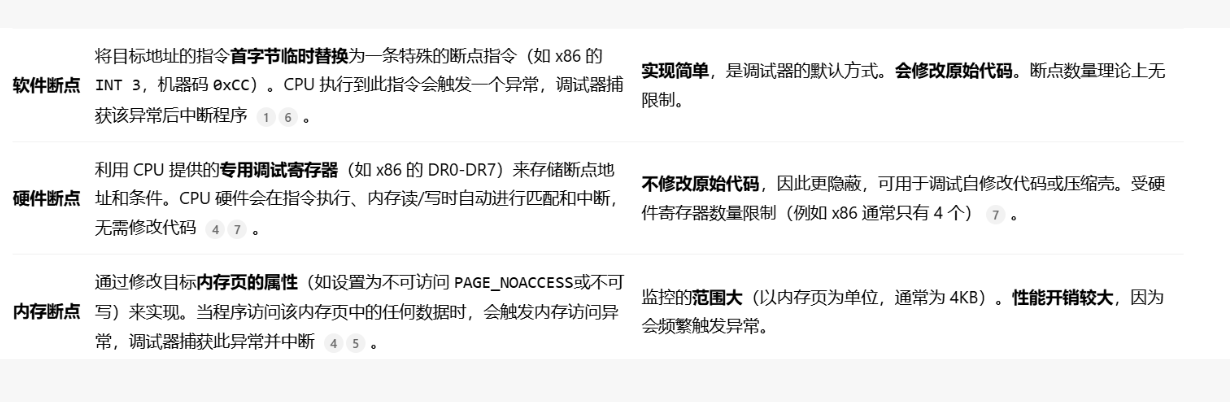 软件断点
将目标地址的指令首字节临时替换为一条特殊的断点指令（如 x86 的
INT 3，机器码 0xCC）。CPU 执行到此指令会触发一个异常，调试器捕
获该异常后中断程序 1 6 。
实现简单，是调试器的默认方式。会修改原始代码。断点数量理论上无
限制。
硬件断点
利用 CPU 提供的专用调试寄存器（如 x86 的 DR0-DR7）来存储断点地
址和条件。CPU 硬件会在指令执行、内存读/写时自动进行匹配和中断，
无需修改代码 4 7 。
不修改原始代码，因此更隐蔽，可用于调试自修改代码或压缩壳。受硬
件寄存器数量限制（例如 x86 通常只有 4 个） 7 。
内存断点
通过修改目标内存页的属性（如设置为不可访问 PAGE_NOACCESS或不可
写）来实现。当程序访问该内存页中的任何数据时，会触发内存访问异
常，调试器捕获此异常并中断 4 5 。
监控的范围大（以内存页为单位，通常为 4KB）。性能开销较大，因为
会频繁触发异常。